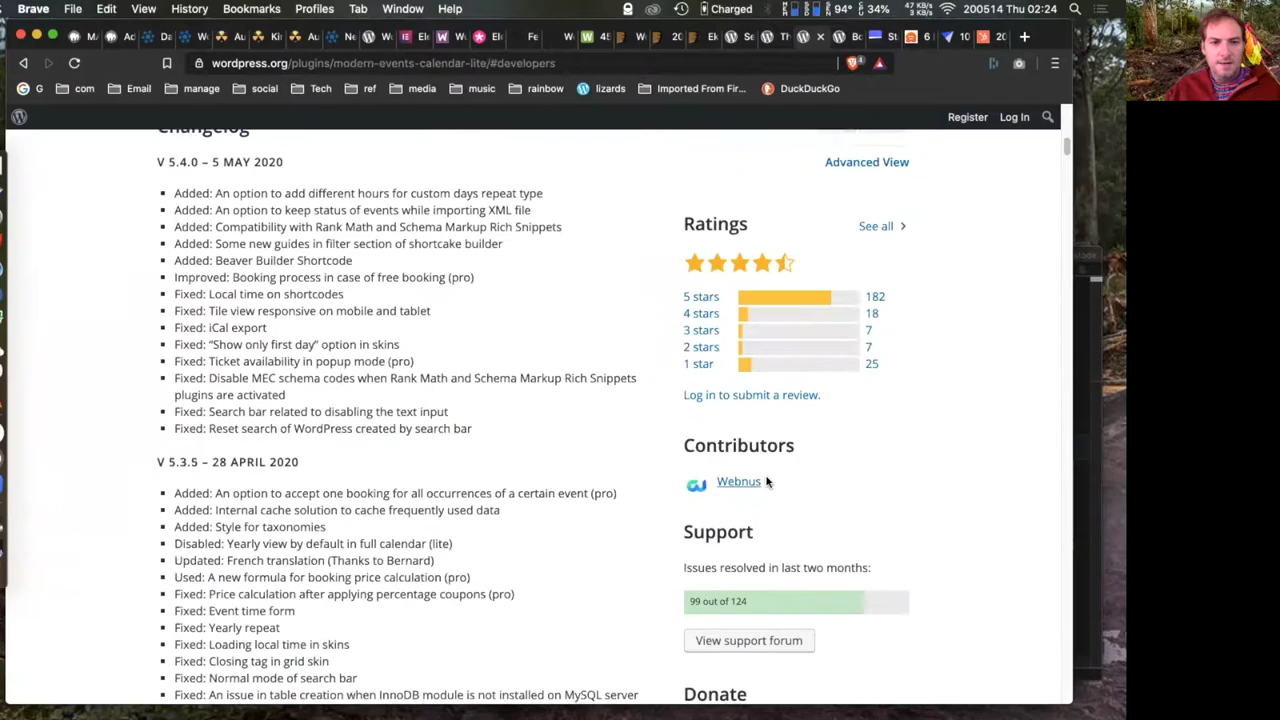 Brave File Edit View History Bookmarks Profiles Tab Window Help
Charged 94° 34% 47 KB 3 KB 200514 Thu 02:24
wordpress.org/plugins/modern-events-calendar-lite/#developers
G com Email manage social Tech ref media music rainbow lizards Imported From Fir... DuckDuckGo
Register Log In
Changelog
V 5.4.0 – 5 MAY 2020
Added: An option to add different hours for custom days repeat type
Added: An option to keep status of events while importing XML file
Added: Compatibility with Rank Math and Schema Markup Rich Snippets
Added: Some new guides in filter section of shortcake builder
Added: Beaver Builder Shortcode
Improved: Booking process in case of free booking (pro)
Fixed: Local time on shortcodes
Fixed: Tile view responsive on mobile and tablet
Fixed: iCal export
Fixed: “Show only first day” option in skins
Fixed: Ticket availability in popup mode (pro)
Fixed: Disable MEC schema codes when Rank Math and Schema Markup Rich Snippets
plugins are activated
Fixed: Search bar related to disabling the text input
Fixed: Reset search of WordPress created by search bar
V 5.3.5 – 28 APRIL 2020
Added: An option to accept one booking for all occurrences of a certain event (pro)
Added: Internal cache solution to cache frequently used data
Added: Style for taxonomies
Disabled: Yearly view by default in full calendar (lite)
Updated: French translation (Thanks to Bernard)
Used: A new formula for booking price calculation (pro)
Fixed: Price calculation after applying percentage coupons (pro)
Fixed: Event time form
Fixed: Yearly repeat
Fixed: Loading local time in skins
Fixed: Closing tag in grid skin
Fixed: Normal mode of search bar
Fixed: An issue in table creation when InnoDB module is not installed on MySQL server
Advanced View
Ratings See all
5 stars 182
4 stars 18
3 stars 7
2 stars 7
1 star 25
Log in to submit a review.
Contributors
Webnus
Support
Issues resolved in last two months:
99 out of 124
View support forum
Donate